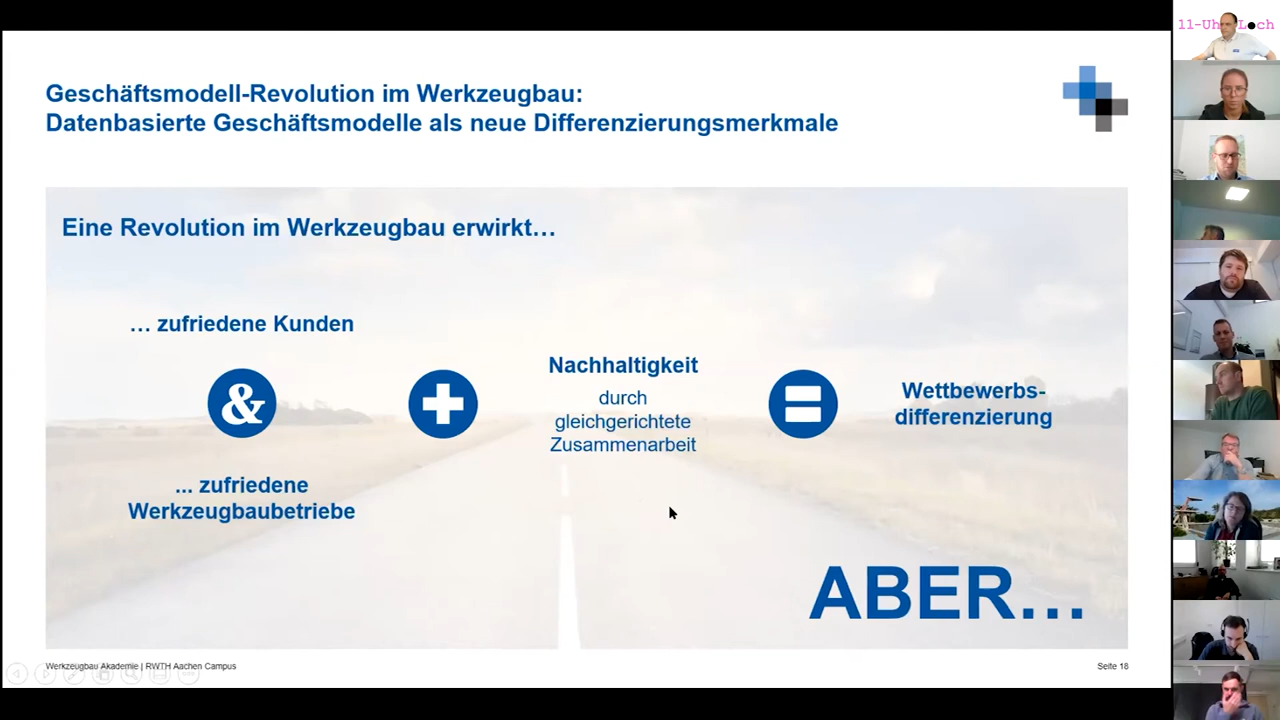 Geschäftsmodell-Revolution im Werkzeugbau:
Datenbasierte Geschäftsmodelle als neue Differenzierungsmerkmale
Eine Revolution im Werkzeugbau erwirkt…
… zufriedene Kunden
&
... zufriedene
Werkzeugbaubetriebe
+
Nachhaltigkeit
durch
gleichgerichtete
Zusammenarbeit
=
Wettbewerbs-
differenzierung
ABER…
Werkzeugbau Akademie | RWTH Aachen Campus
Seite 18